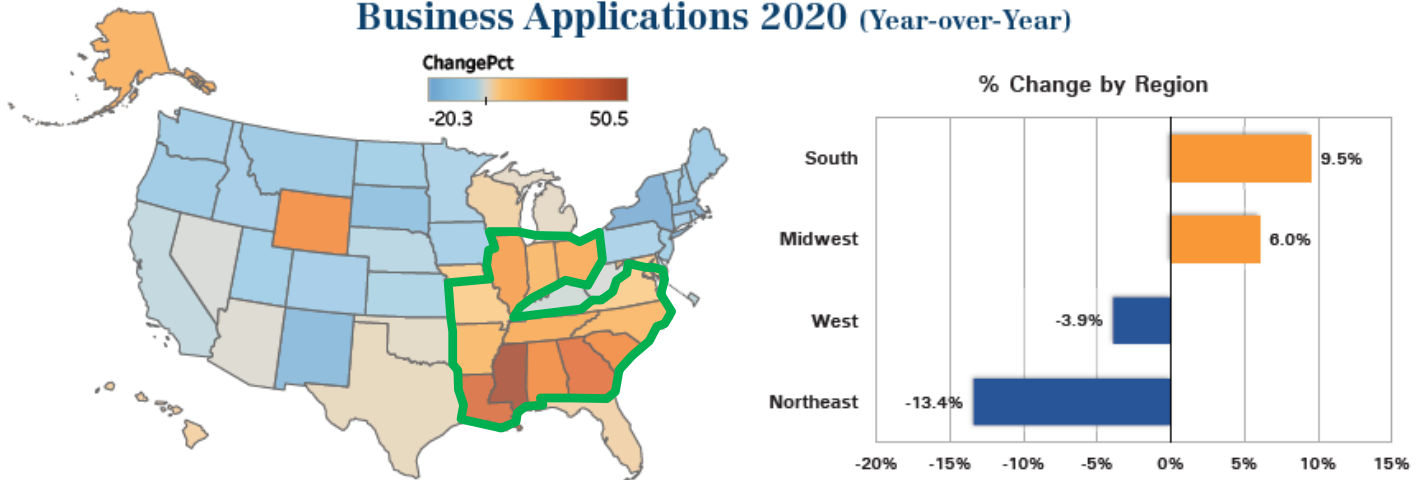 Business Applications 2020 (Year-over-Year)
ChangePct
-20.3 50.5
% Change by Region
South 9.5%
Midwest 6.0%
West -3.9%
Northeast -13.4%
-20% -15% -10% -5% 0% 5% 10% 15%